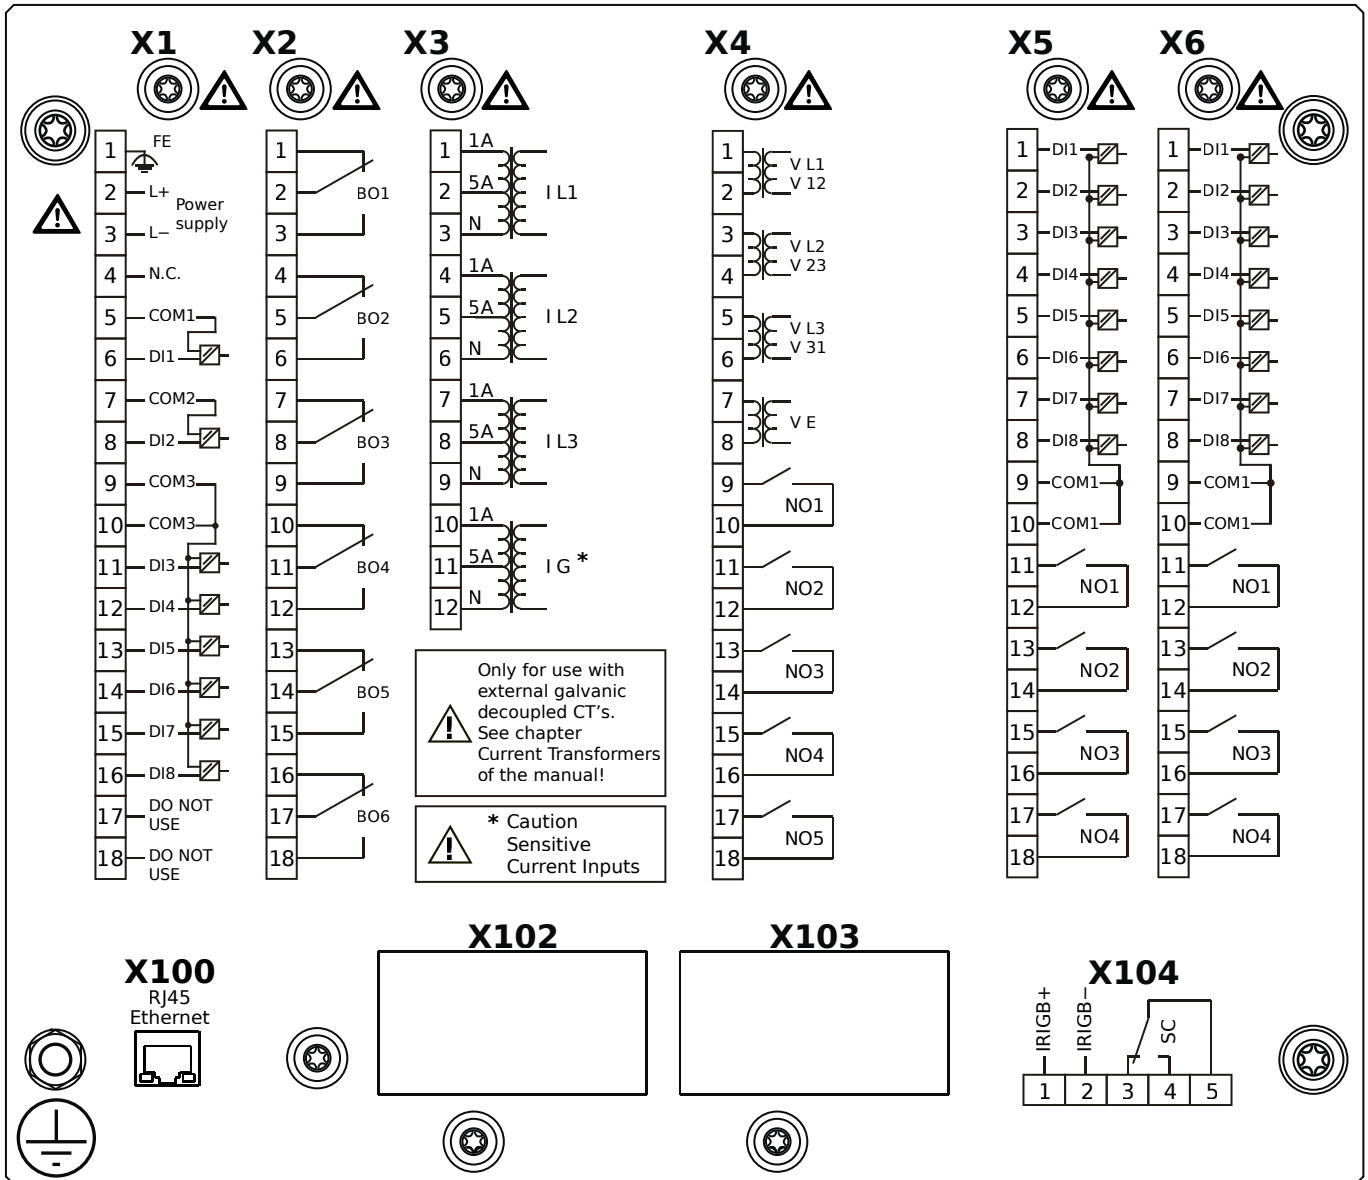 X1
X2
X3
X4
X5
X6
1 FE
2 L+
Power
supply
3 L−
4 N.C.
5 COM1
6 DI1
7 COM2
8 DI2
9 COM3
10 COM3
11 DI3
12 DI4
13 DI5
14 DI6
15 DI7
16 DI8
17 DO NOT
USE
18 DO NOT
USE
1
2 BO1
3
4
5 BO2
6
7
8 BO3
9
10
11 BO4
12
13
14 BO5
15
16
17 BO6
18
1 1A
2 5A I L1
3 N
4 1A
5 5A I L2
6 N
7 1A
8 5A I L3
9 N
10 1A
11 5A I G *
12 N
Only for use with
external galvanic
decoupled CT's.
See chapter
Current Transformers
of the manual!
* Caution
Sensitive
Current Inputs
1 V L1
2 V 12
3 V L2
4 V 23
5 V L3
6 V 31
7
V E
8
9
NO1
10
11
NO2
12
13
NO3
14
15
NO4
16
17
NO5
18
1 DI1
2 DI2
3 DI3
4 DI4
5 DI5
6 DI6
7 DI7
8 DI8
9 COM1
10 COM1
11
NO1
12
13
NO2
14
15
NO3
16
17
NO4
18
1 DI1
2 DI2
3 DI3
4 DI4
5 DI5
6 DI6
7 DI7
8 DI8
9 COM1
10 COM1
11
NO1
12
13
NO2
14
15
NO3
16
17
NO4
18
X100
RJ45
Ethernet
X102
X103
X104
IRIGB+
IRIGB−
SC
1 2 3 4 5